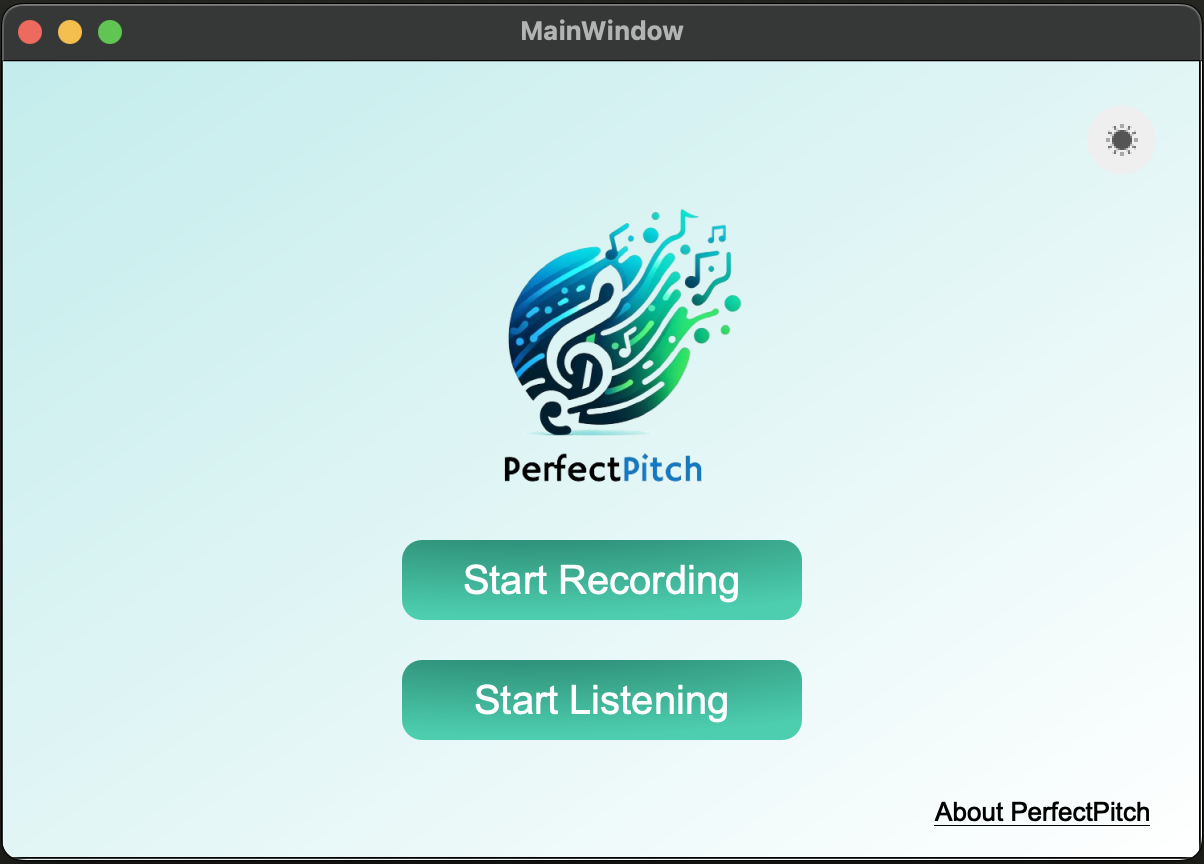 MainWindow
PerfectPitch
Start Recording
Start Listening
About PerfectPitch